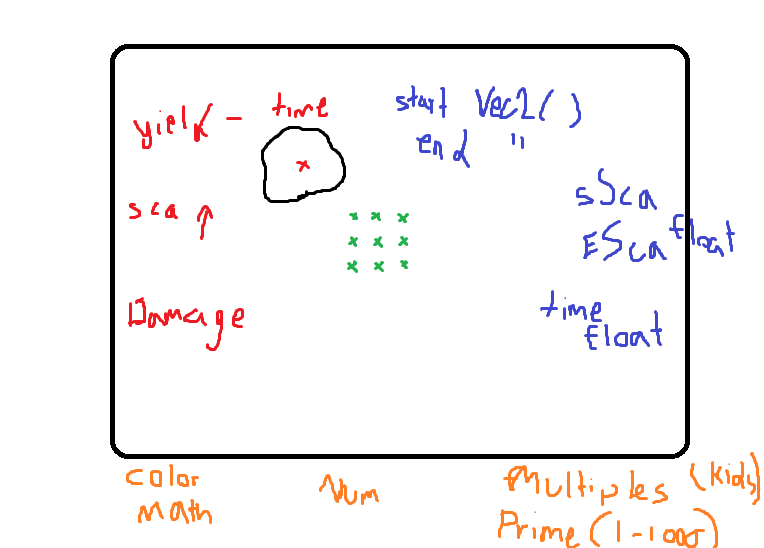 yield - time
start Vec2( )
end "
sca ↑
sSca
ESca float
x
x x x
x x x
x x x
Damage
time
float
color
math
Num
Multiples (kids)
Prime (1-1000)